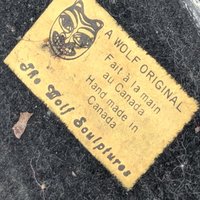 A WOLF ORIGINAL
Fait à la main
au Canada
Hand made in
Canada
The Wolf Sculptures